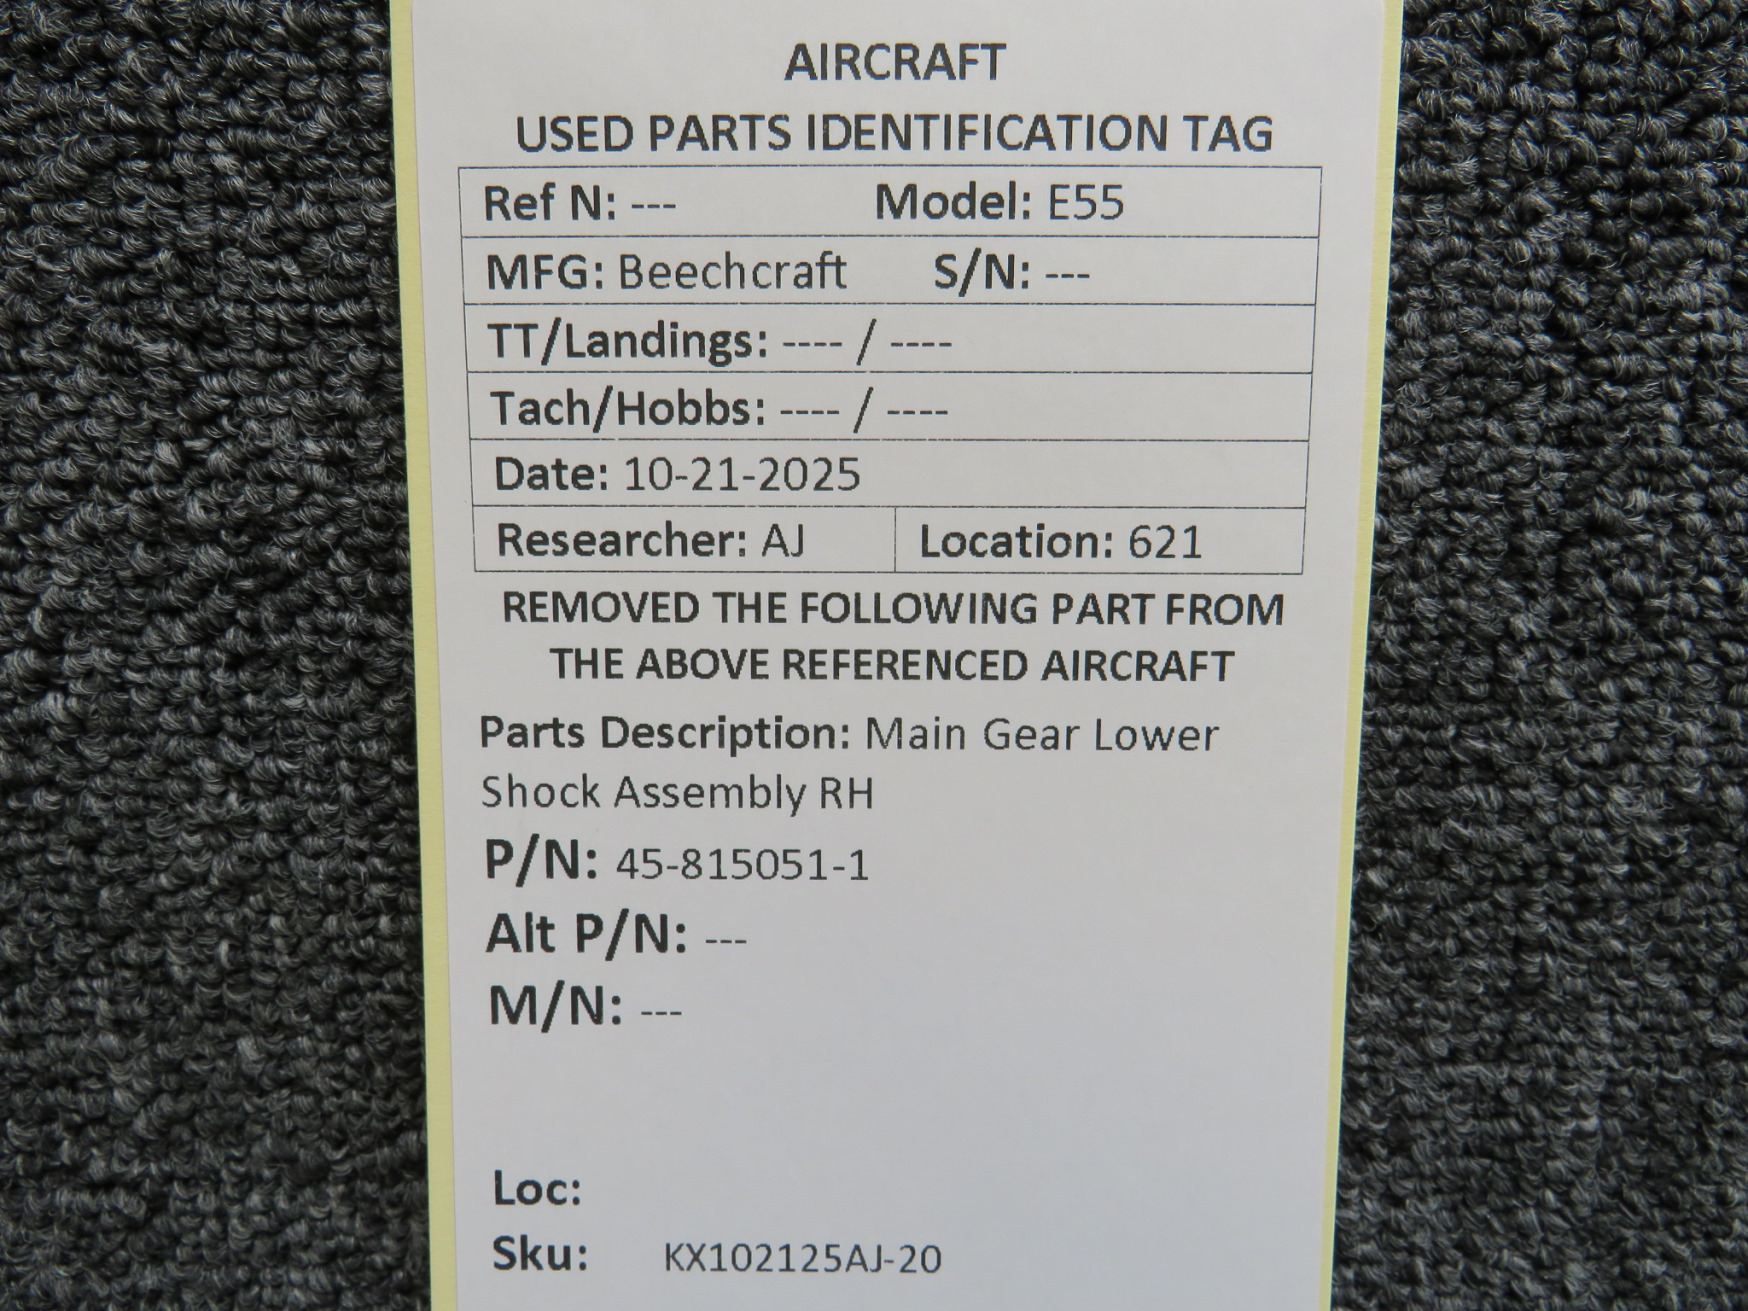 AIRCRAFT
USED PARTS IDENTIFICATION TAG
Ref N: --- Model: E55
MFG: Beechcraft S/N: ---
TT/Landings: ---- / ----
Tach/Hobbs: ---- / ----
Date: 10-21-2025
Researcher: AJ Location: 621
REMOVED THE FOLLOWING PART FROM
THE ABOVE REFERENCED AIRCRAFT
Parts Description: Main Gear Lower
Shock Assembly RH
P/N: 45-815051-1
Alt P/N: ---
M/N: ---
Loc:
Sku: KX102125AJ-20